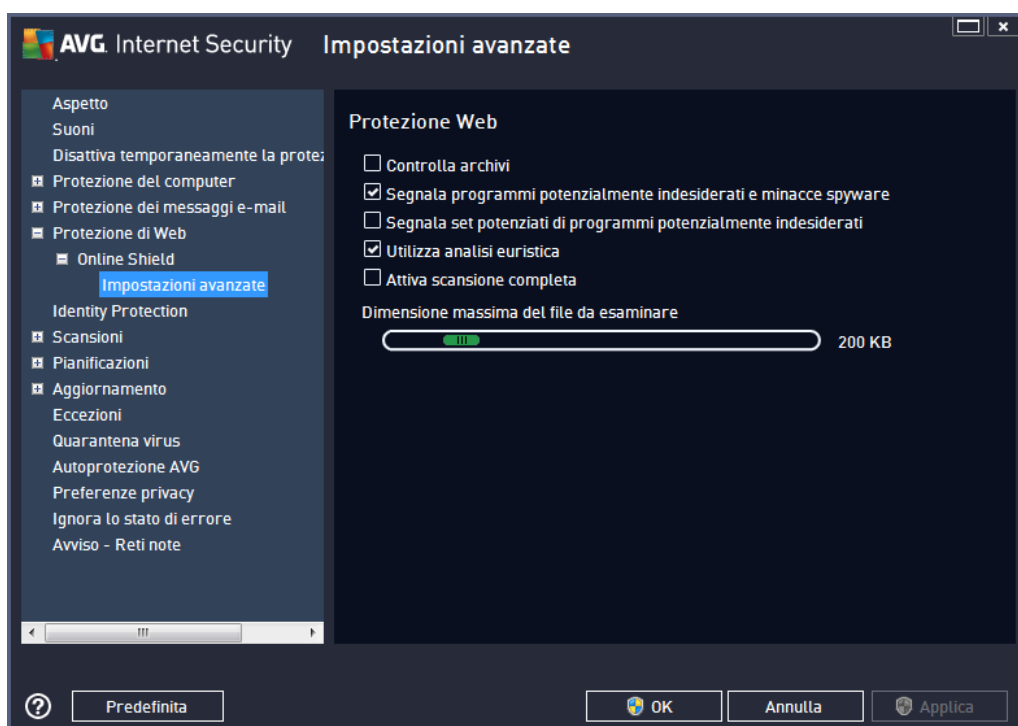 AVG. Internet Security Impostazioni avanzate
Aspetto
Suoni
Disattiva temporaneamente la protez
Protezione del computer
Protezione dei messaggi e-mail
Protezione di Web
Online Shield
Impostazioni avanzate
Identity Protection
Scansioni
Pianificazioni
Aggiornamento
Eccezioni
Quarantena virus
Autoprotezione AVG
Preferenze privacy
Ignora lo stato di errore
Avviso - Reti note
Protezione Web
Controlla archivi
Segnala programmi potenzialmente indesiderati e minacce spyware
Segnala set potenziati di programmi potenzialmente indesiderati
Utilizza analisi euristica
Attiva scansione completa
Dimensione massima del file da esaminare
200 KB
Predefinita
OK
Annulla
Applica